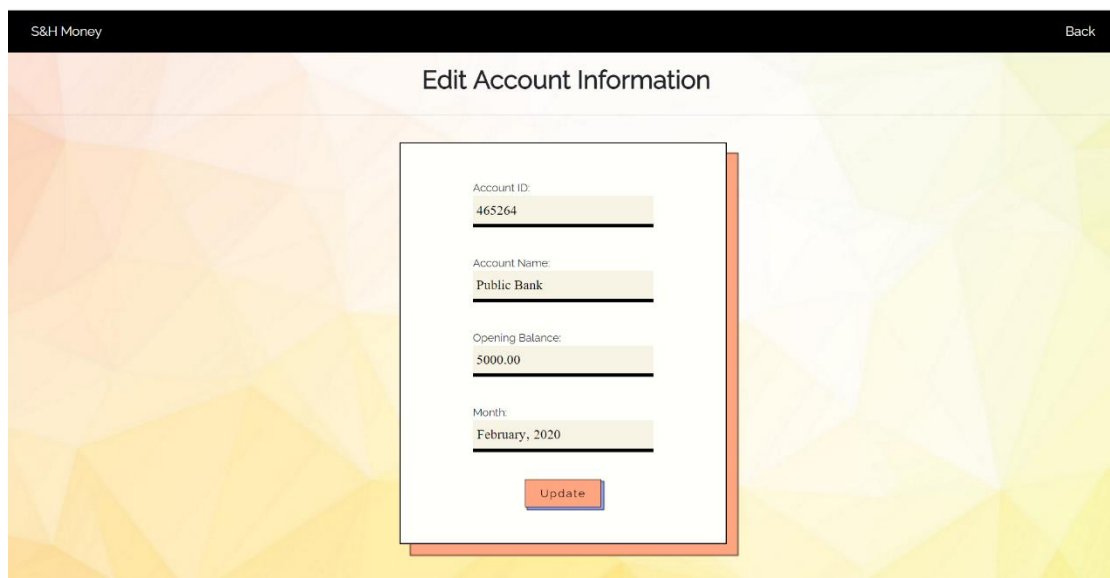 S&H Money
Back
Edit Account Information
Account ID:
465264
Account Name:
Public Bank
Opening Balance:
5000.00
Month:
February, 2020
Update